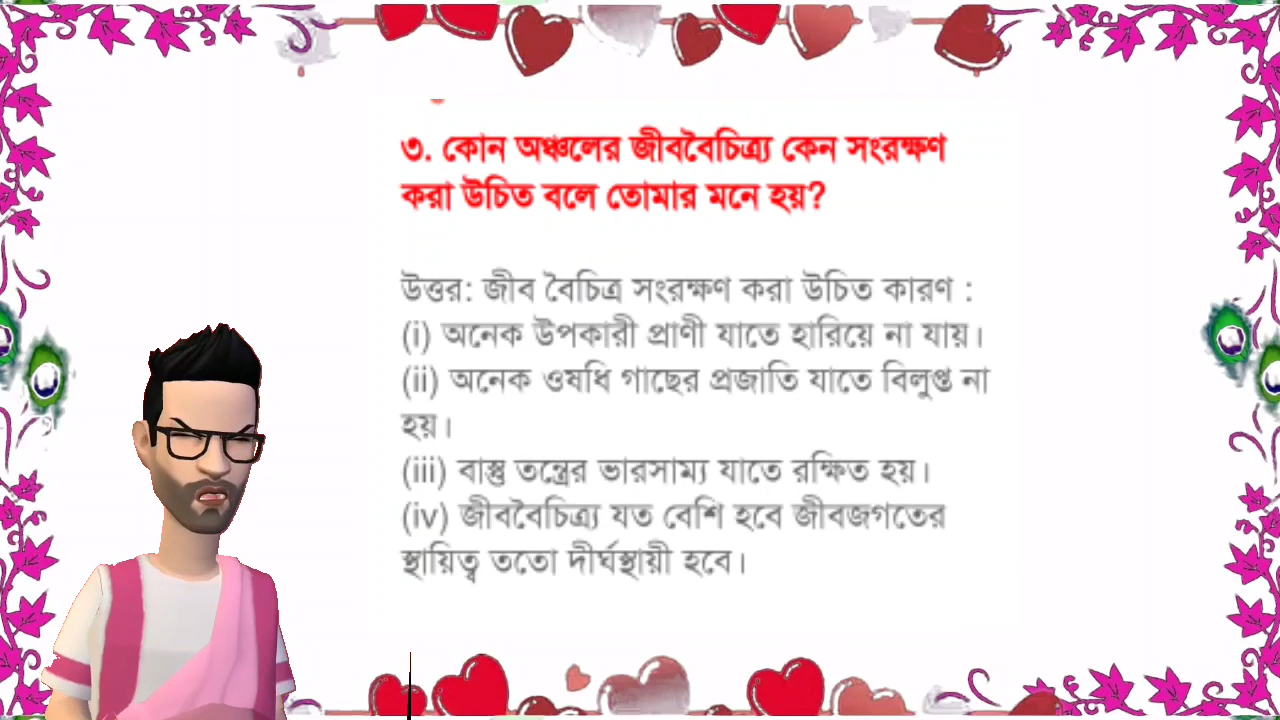 ৩. কোন অঞ্চলের জীববৈচিত্র্য কেন সংরক্ষণ
করা উচিত বলে তোমার মনে হয়?
উত্তর: জীব বৈচিত্র সংরক্ষণ করা উচিত কারণ :
(i) অনেক উপকারী প্রাণী যাতে হারিয়ে না যায়।
(ii) অনেক ওষধি গাছের প্রজাতি যাতে বিলুপ্ত না
হয়।
(iii) বাস্তু তন্ত্রের ভারসাম্য যাতে রক্ষিত হয়।
(iv) জীববৈচিত্র্য যত বেশি হবে জীবজগতের
স্থায়িত্ব ততো দীর্ঘস্থায়ী হবে।